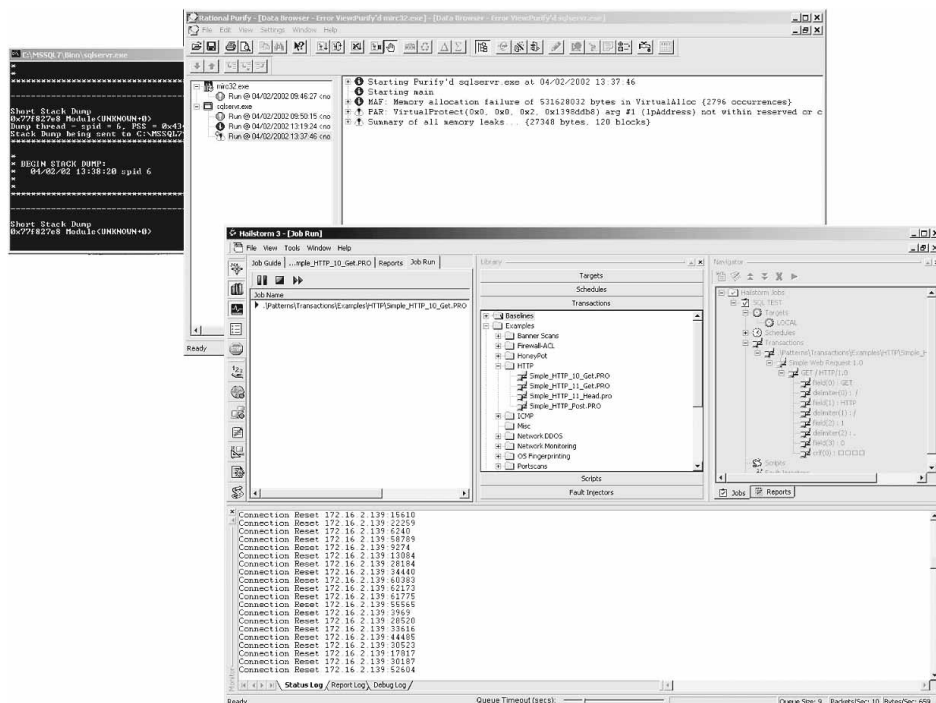 Rational Purify - [Data Browser - Error View:Purify'd mirc32.exe] - [Data Browser - Error View:Purify'd sqlservr.exe]
File Edit View Settings Window Help
mirc32.exe
Run @ 04/02/2002 09:46:27 <no
sqlservr.exe
Run @ 04/02/2002 09:50:15 <no
Run @ 04/02/2002 13:19:24 <no
Run @ 04/02/2002 13:37:46 <no
Starting Purify'd sqlservr.exe at 04/02/2002 13:37:46
Starting main
MAF: Memory allocation failure of 531628032 bytes in VirtualAlloc {2796 occurrences}
PAR: VirtualProtect(0x0, 0x0, 0x2, 0x1398ddb8) arg #1 (lpAddress) not within reserved or c
Summary of all memory leaks... {27348 bytes, 128 blocks}
Ready
C:\MSSQL7\Binn\sqlservr.exe
Short Stack Dump
0x77f827e8 Module(UNKNOWN+0)
Dump thread - spid = 6, PSS = 0x43
Stack Dump being sent to C:\MSSQL7
* BEGIN STACK DUMP:
* 04/02/02 13:38:20 spid 6
Short Stack Dump
0x77f827e8 Module(UNKNOWN+0)
Hailstorm 3 - [Job Run]
File View Tools Window Help
Job Guide ...mple_HTTP_10_Get.PRO Reports Job Run
Job Name
.\Patterns\Transactions\Examples\HTTP\Simple_HTTP_10_Get.PRO
Library
Targets
Schedules
Transactions
Baselines
Examples
Banner Scans
Firewall-ACL
HoneyPot
HTTP
Simple_HTTP_10_Get.PRO
Simple_HTTP_11_Get.PRO
Simple_HTTP_11_Head.pro
Simple_HTTP_Post.PRO
ICMP
Misc
Network DDOS
Network Monitoring
OS Fingerprinting
Portscans
Scripts
Fault Injectors
Navigator
Hailstorm Jobs
SQL TEST
Targets
LOCAL
Schedules
Transactions
.\Patterns\Transactions\Examples\HTTP\Simple_H
Simple Web Request 1.0
GET / HTTP/1.0
field(0) : GET
delimiter(0) : /
field(1) : HTTP
delimiter(1) : /
field(2) : 1
delimiter(2) : .
field(3) : 0
Scripts
Jobs Reports
Connection Reset 172.16.2.139:15610
Connection Reset 172.16.2.139:22259
Connection Reset 172.16.2.139:6240
Connection Reset 172.16.2.139:58789
Connection Reset 172.16.2.139:9274
Connection Reset 172.16.2.139:13084
Connection Reset 172.16.2.139:28184
Connection Reset 172.16.2.139:34440
Connection Reset 172.16.2.139:60383
Connection Reset 172.16.2.139:62173
Connection Reset 172.16.2.139:61775
Connection Reset 172.16.2.139:55565
Connection Reset 172.16.2.139:3969
Connection Reset 172.16.2.139:28520
Connection Reset 172.16.2.139:33616
Connection Reset 172.16.2.139:44485
Connection Reset 172.16.2.139:30523
Connection Reset 172.16.2.139:17817
Connection Reset 172.16.2.139:30187
Connection Reset 172.16.2.139:52604
Monitor
Status Log Report Log Debug Log
Ready Queue Timeout (secs): Queue Size: 9 Packets/Sec: 10 Bytes/Sec: 659